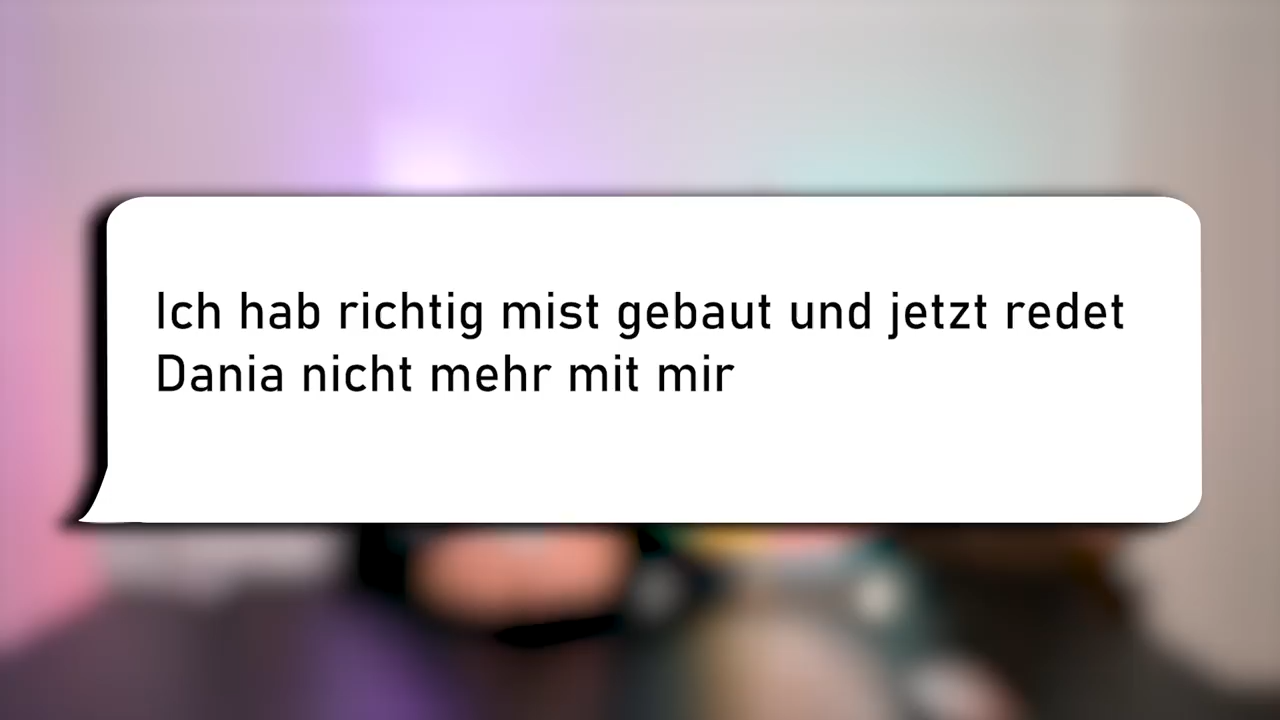 Ich hab richtig mist gebaut und jetzt redet
Dania nicht mehr mit mir